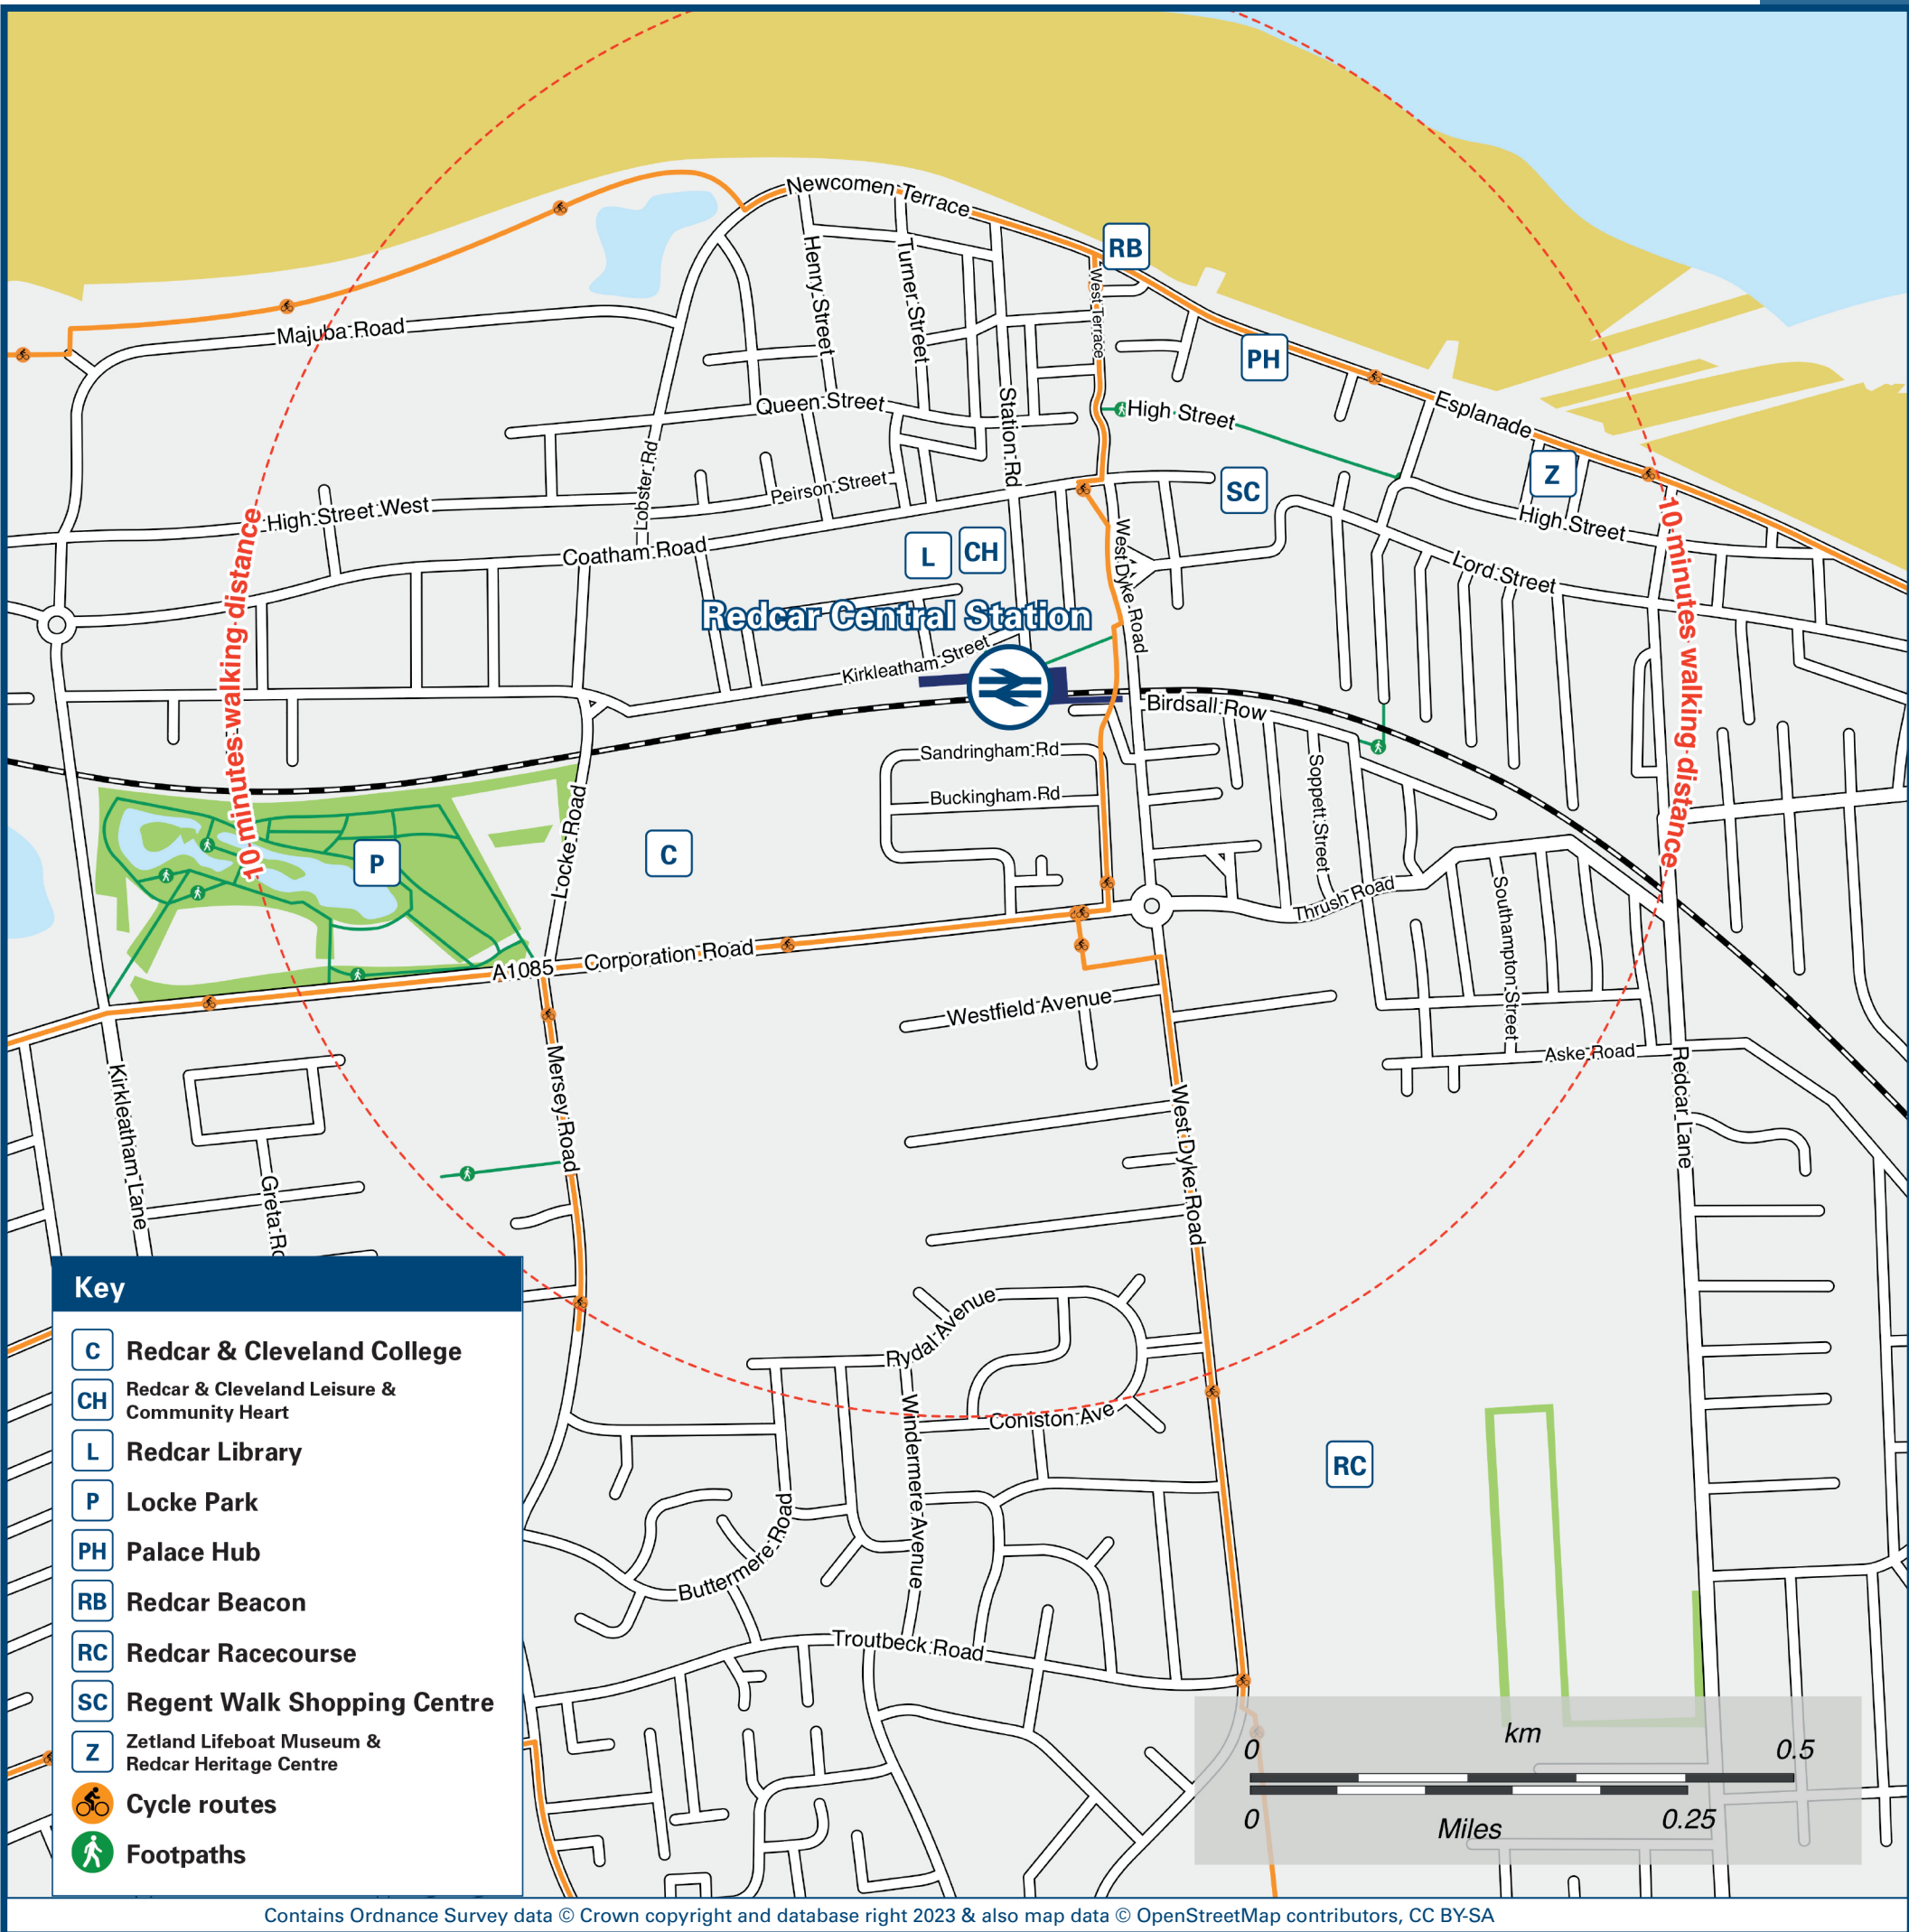 Newcomen Terrace
RB
Henry Street
Turner Street
West Terrace
Majuba Road
PH
Queen Street
Station Rd
High Street
Esplanade
Lobster Rd
Z
Peirson Street
SC
High Street West
High Street
10 minutes walking distance
10 minutes walking distance
Coatham Road
L
CH
West Dyke Road
Lord Street
Redcar Central Station
Kirkleatham Street
Birdsall Row
Sandringham Rd
Buckingham Rd
Soppett Street
Locke Road
C
P
Thrush Road
Southampton Street
A1085
Corporation Road
Westfield Avenue
Aske Road
Redcar Lane
Mersey Road
Kirkleatham Lane
West Dyke Road
Greta Ro
Rydal Avenue
Coniston Ave
Windermere Avenue
RC
Buttermere Road
Troutbeck Road
Key
C Redcar & Cleveland College
CH Redcar & Cleveland Leisure &
Community Heart
L Redcar Library
P Locke Park
PH Palace Hub
RB Redcar Beacon
RC Redcar Racecourse
SC Regent Walk Shopping Centre
Z Zetland Lifeboat Museum &
Redcar Heritage Centre
Cycle routes
Footpaths
km
0 0.5
0 Miles 0.25
Contains Ordnance Survey data © Crown copyright and database right 2023 & also map data © OpenStreetMap contributors, CC BY-SA